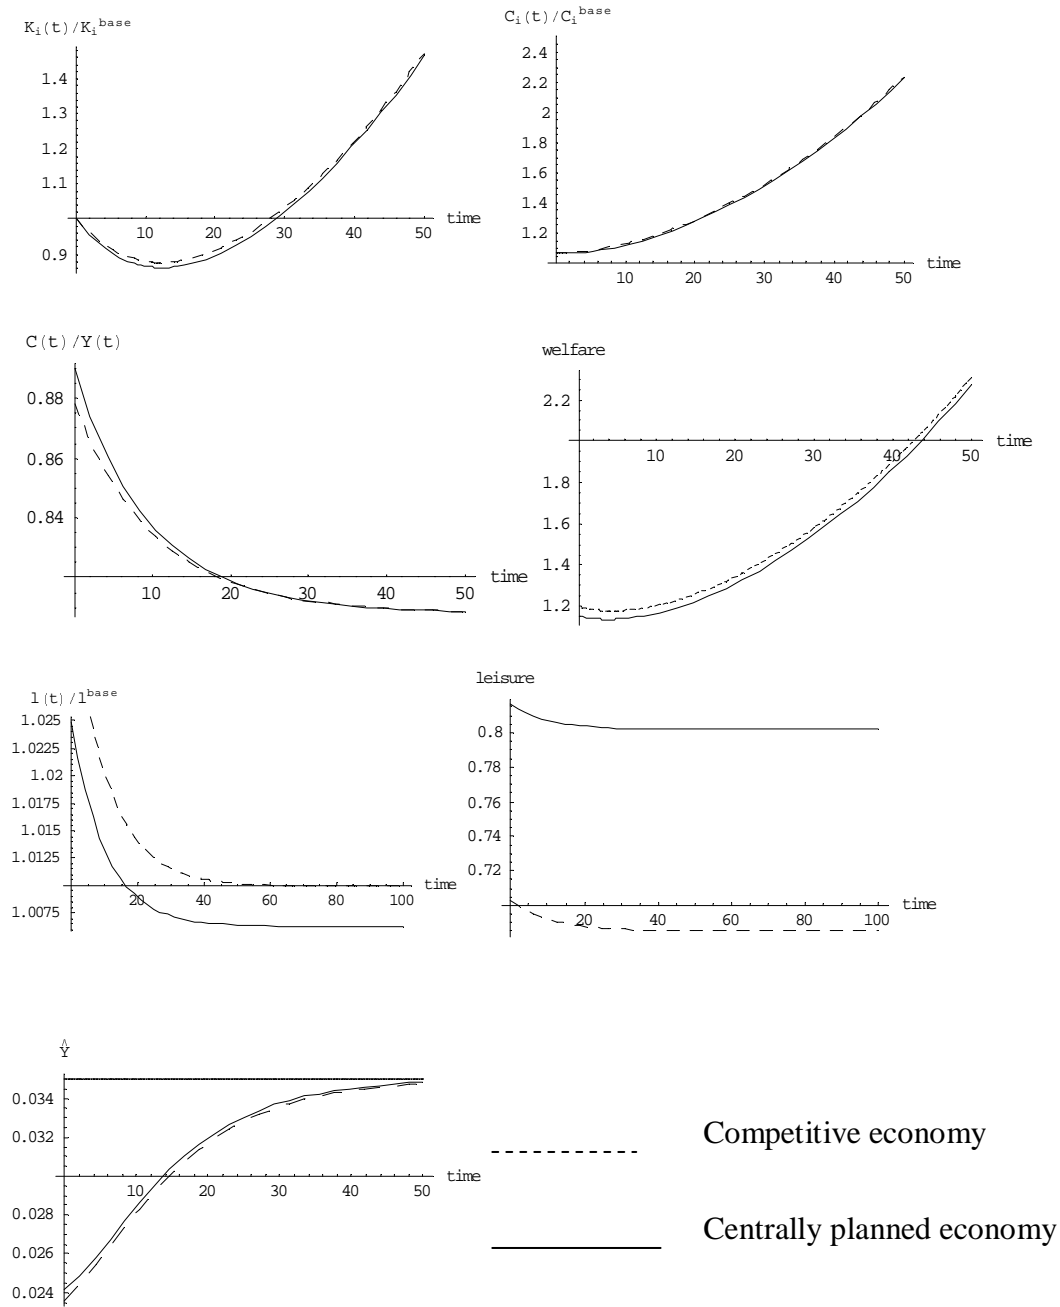 K_i(t)/K_i^base
1.4
1.3
1.2
1.1
0.9
10 20 30 40 50
time
C_i(t)/C_i^base
2.4
2.2
2
1.8
1.6
1.4
1.2
10 20 30 40 50
time
C(t)/Y(t)
0.88
0.86
0.84
10 20 30 40 50
time
welfare
2.2
1.8
1.6
1.4
1.2
10 20 30 40 50
time
l(t)/l^base
1.025
1.0225
1.02
1.0175
1.015
1.0125
1.0075
20 40 60 80 100
time
leisure
0.8
0.78
0.76
0.74
0.72
20 40 60 80 100
time
Ŷ
0.034
0.032
0.028
0.026
0.024
10 20 30 40 50
time
Competitive economy
Centrally planned economy